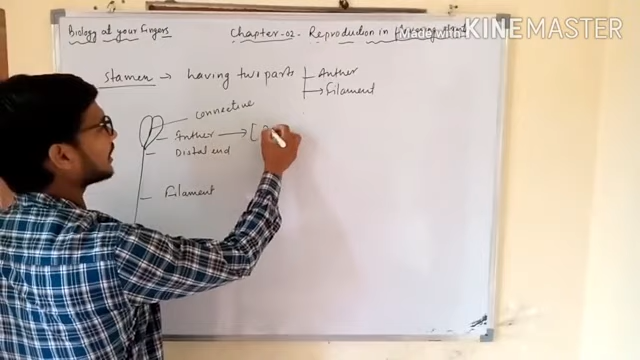 Biology at your fingers
Chapter-02 - Reproduction in
Made with KINEMASTER
Stamen → having two parts
Anther
→ Filament
connective
Anther → [
Distal end
Filament